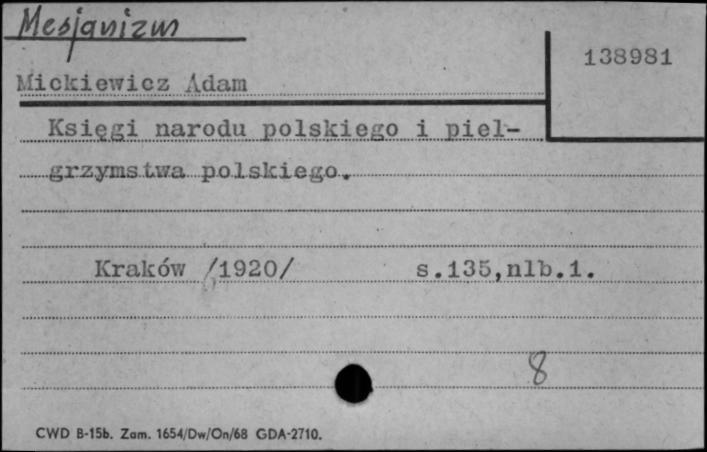 Mesjanizm
138981
Mickiewicz Adam
Księgi narodu polskiego i piel-
grzymstwa polskiego.
Kraków /1920/ s.135,nlb.1.
8
CWD B-15b. Zam. 1654/Dw/On/68 GDA-2710.